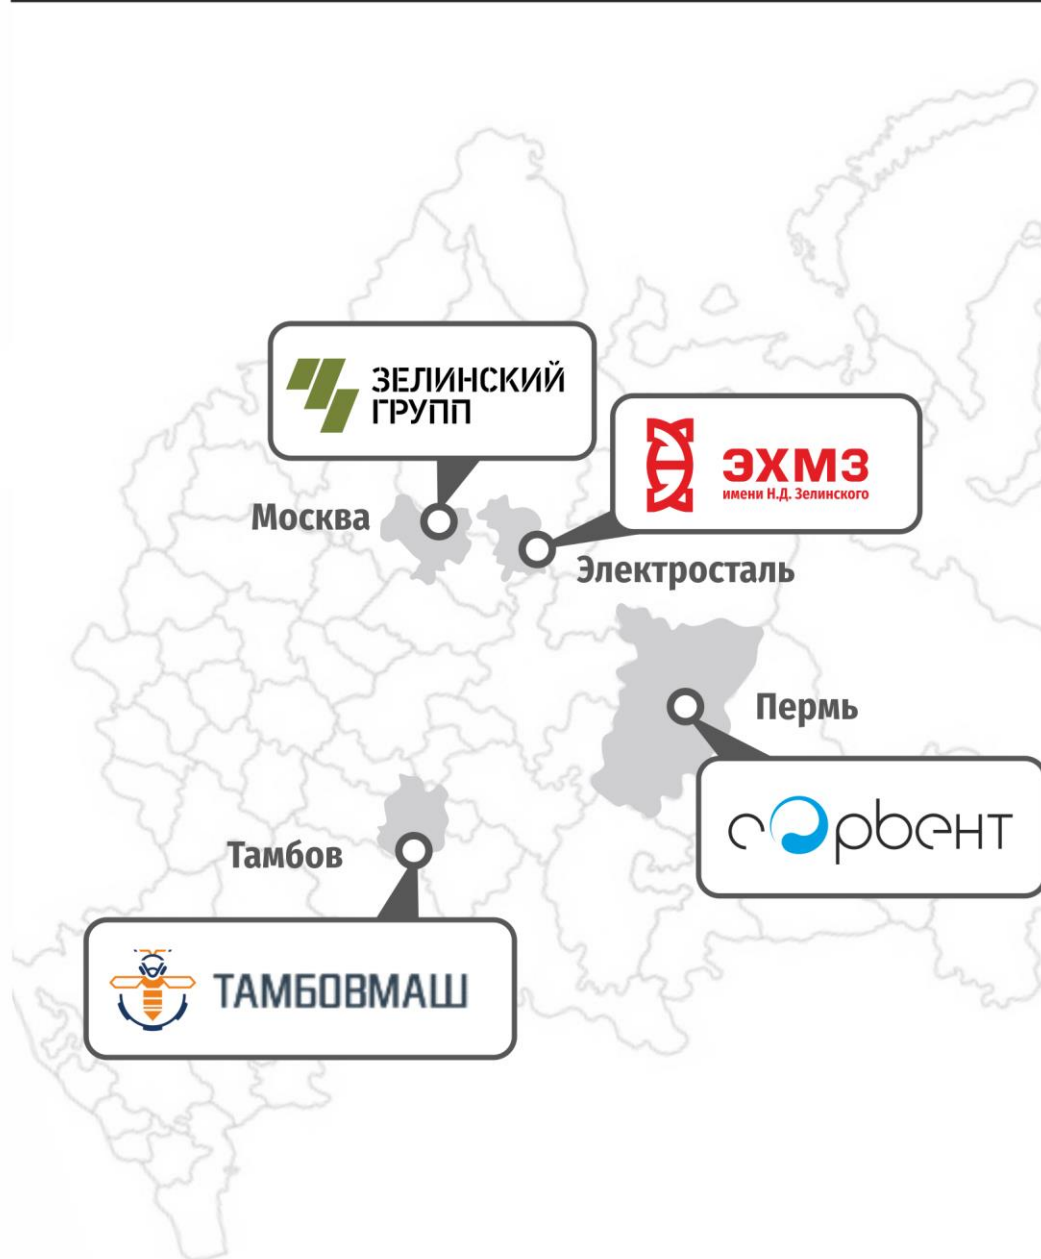 ЗЕЛИНСКИЙ
ГРУПП
ЭХМЗ
имени Н.Д. Зелинского
Москва
Электросталь
Пермь
сорбент
Тамбов
ТАМБОВМАШ